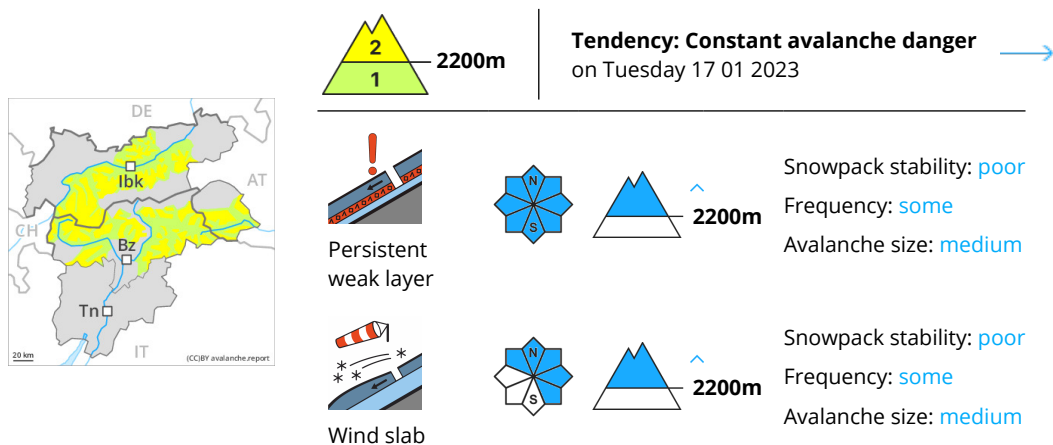 2
1
2200m
Tendency: Constant avalanche danger
on Tuesday 17 01 2023
DE
Ibk
AT
CH
Bz
Tn
IT
20 km
(CC)BY avalanche.report
Persistent
weak layer
N
S
2200m
Snowpack stability: poor
Frequency: some
Avalanche size: medium
Wind slab
N
S
2200m
Snowpack stability: poor
Frequency: some
Avalanche size: medium